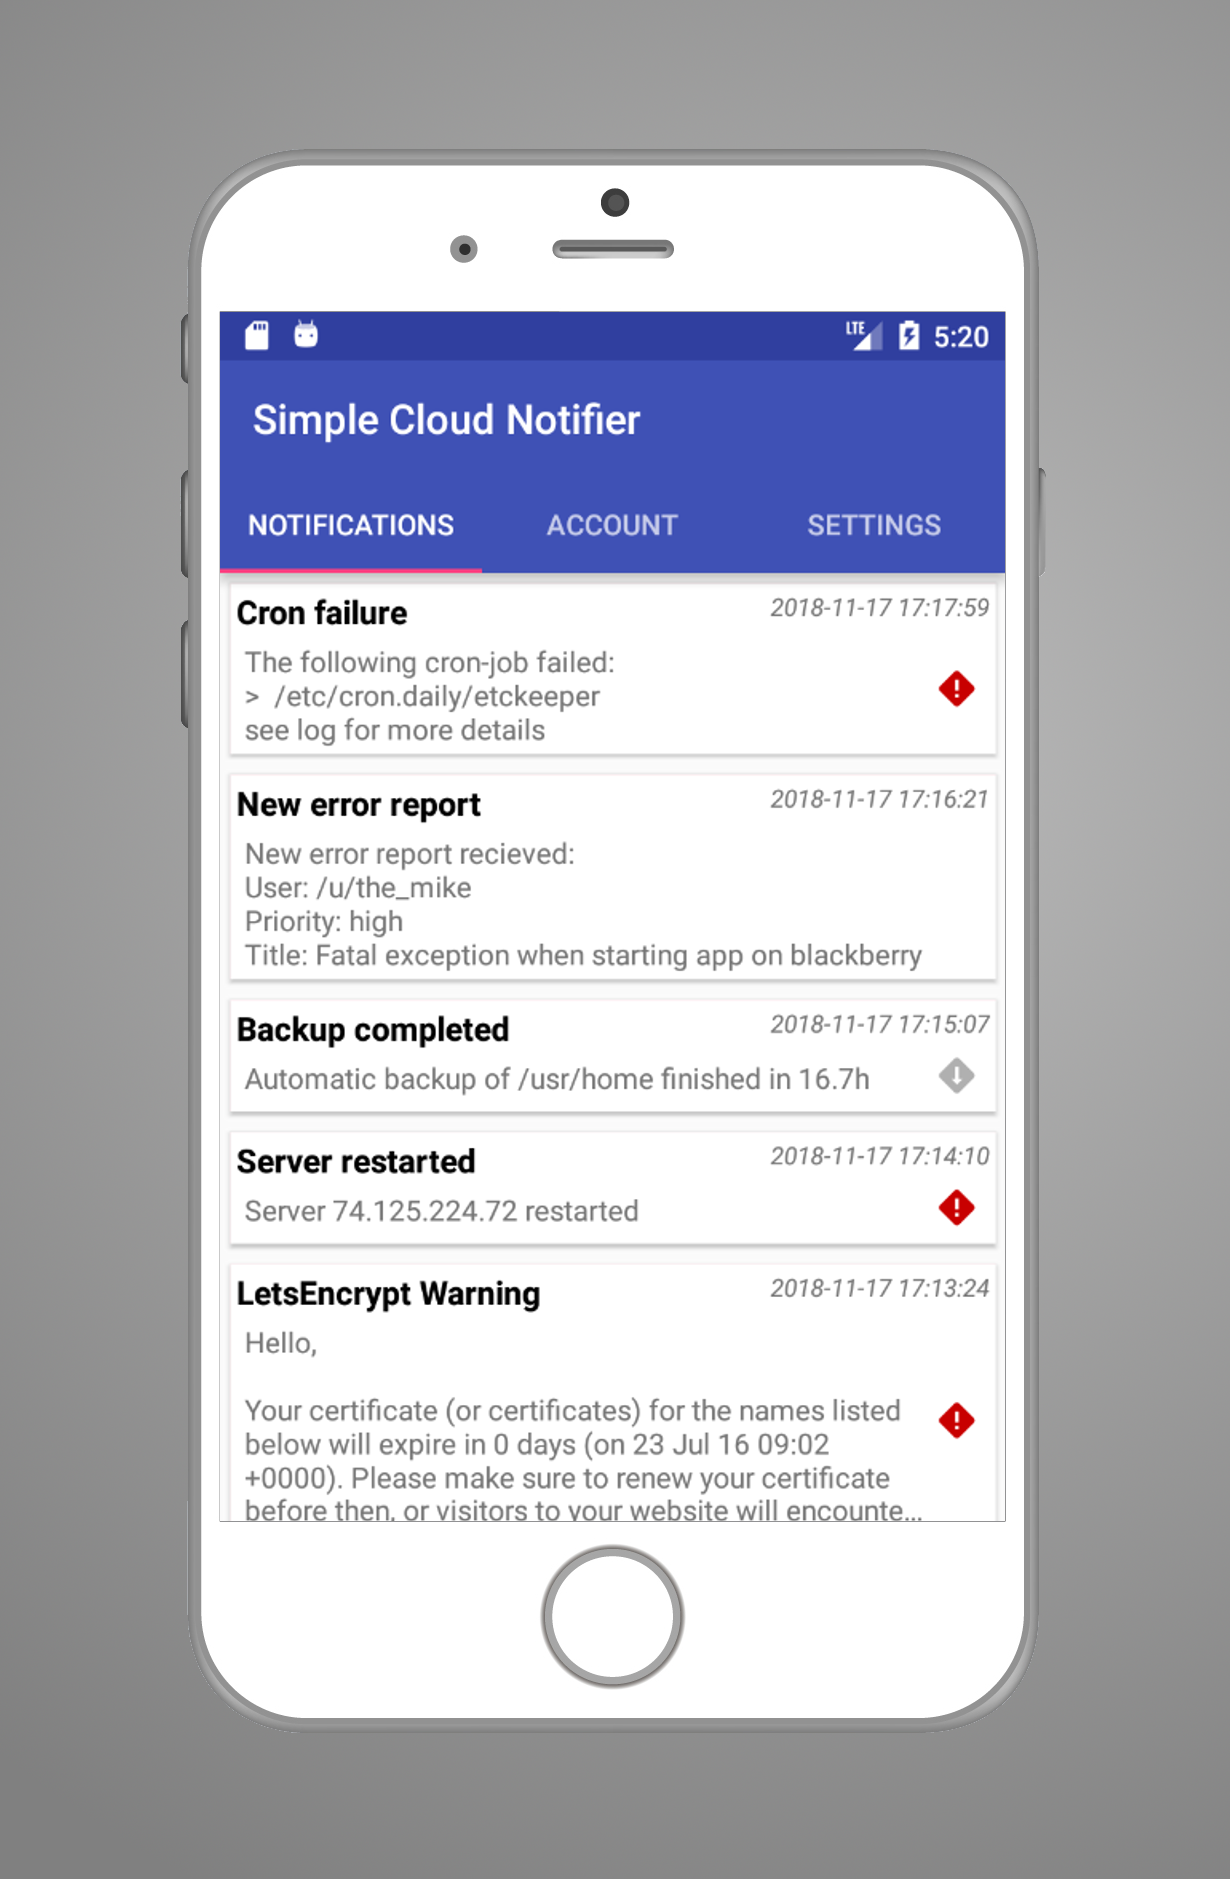 LTE 5:20
Simple Cloud Notifier
NOTIFICATIONS ACCOUNT SETTINGS
Cron failure 2018-11-17 17:17:59
The following cron-job failed:
> /etc/cron.daily/etckeeper
see log for more details
New error report 2018-11-17 17:16:21
New error report recieved:
User: /u/the_mike
Priority: high
Title: Fatal exception when starting app on blackberry
Backup completed 2018-11-17 17:15:07
Automatic backup of /usr/home finished in 16.7h
Server restarted 2018-11-17 17:14:10
Server 74.125.224.72 restarted
LetsEncrypt Warning 2018-11-17 17:13:24
Hello,
Your certificate (or certificates) for the names listed
below will expire in 0 days (on 23 Jul 16 09:02
+0000). Please make sure to renew your certificate
before then, or visitors to your website will encounte...